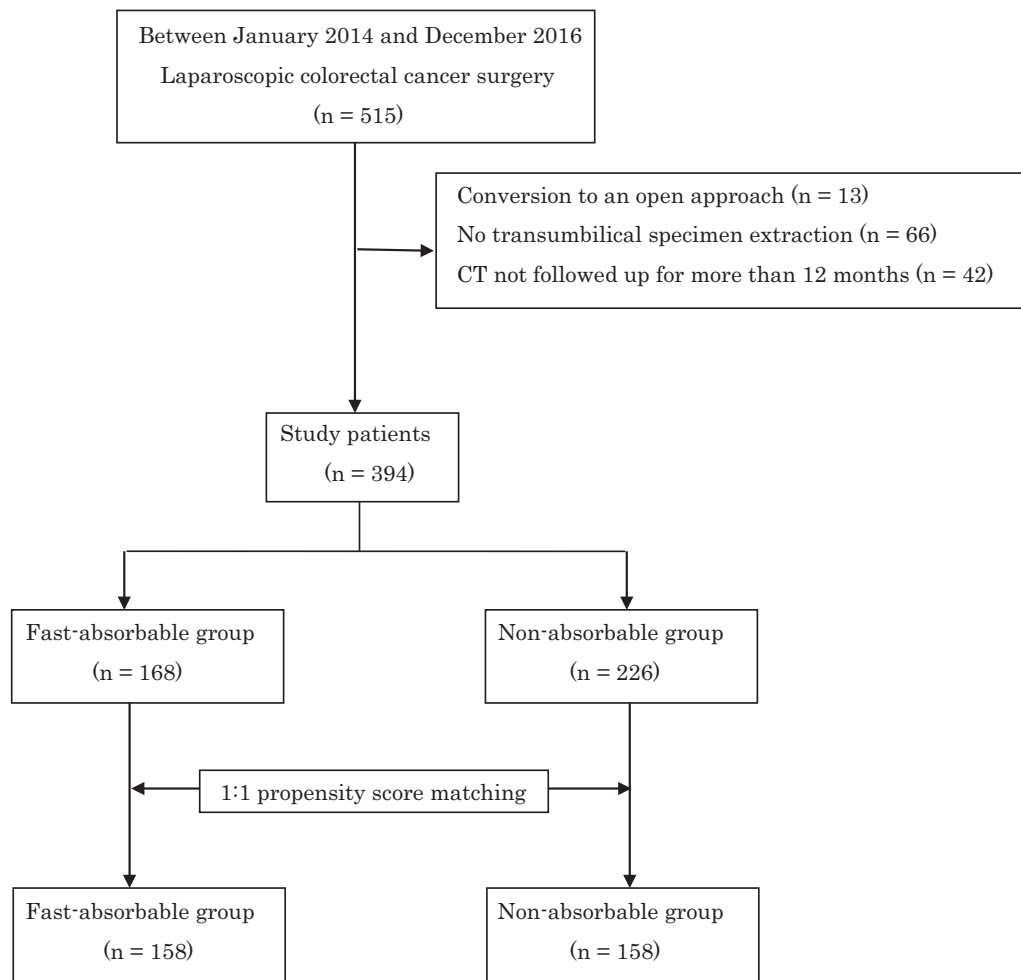 Between January 2014 and December 2016
Laparoscopic colorectal cancer surgery
(n = 515)
Conversion to an open approach (n = 13)
No transumbilical specimen extraction (n = 66)
CT not followed up for more than 12 months (n = 42)
Study patients
(n = 394)
Fast-absorbable group
(n = 168)
Non-absorbable group
(n = 226)
1:1 propensity score matching
Fast-absorbable group
(n = 158)
Non-absorbable group
(n = 158)